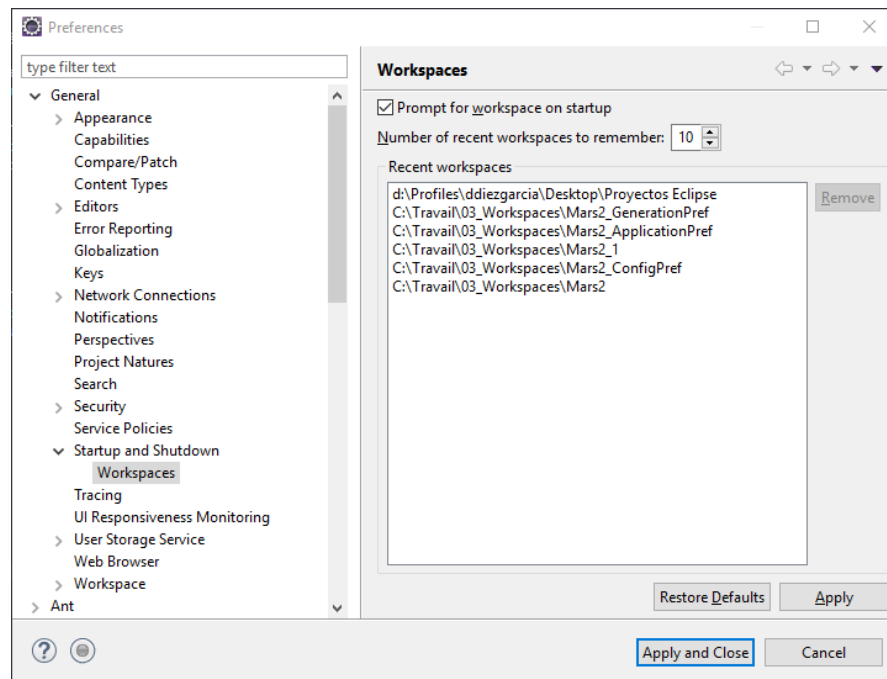 Preferences
type filter text
General
Appearance
Capabilities
Compare/Patch
Content Types
Editors
Error Reporting
Globalization
Keys
Network Connections
Notifications
Perspectives
Project Natures
Search
Security
Service Policies
Startup and Shutdown
Workspaces
Tracing
UI Responsiveness Monitoring
User Storage Service
Web Browser
Workspace
Ant
Workspaces
Prompt for workspace on startup
Number of recent workspaces to remember: 10
Recent workspaces
d:\Profiles\ddiezgarcia\Desktop\Proyectos Eclipse
C:\Travail\03_Workspaces\Mars2_GenerationPref
C:\Travail\03_Workspaces\Mars2_ApplicationPref
C:\Travail\03_Workspaces\Mars2_1
C:\Travail\03_Workspaces\Mars2_ConfigPref
C:\Travail\03_Workspaces\Mars2
Remove
Restore Defaults Apply
? Apply and Close Cancel